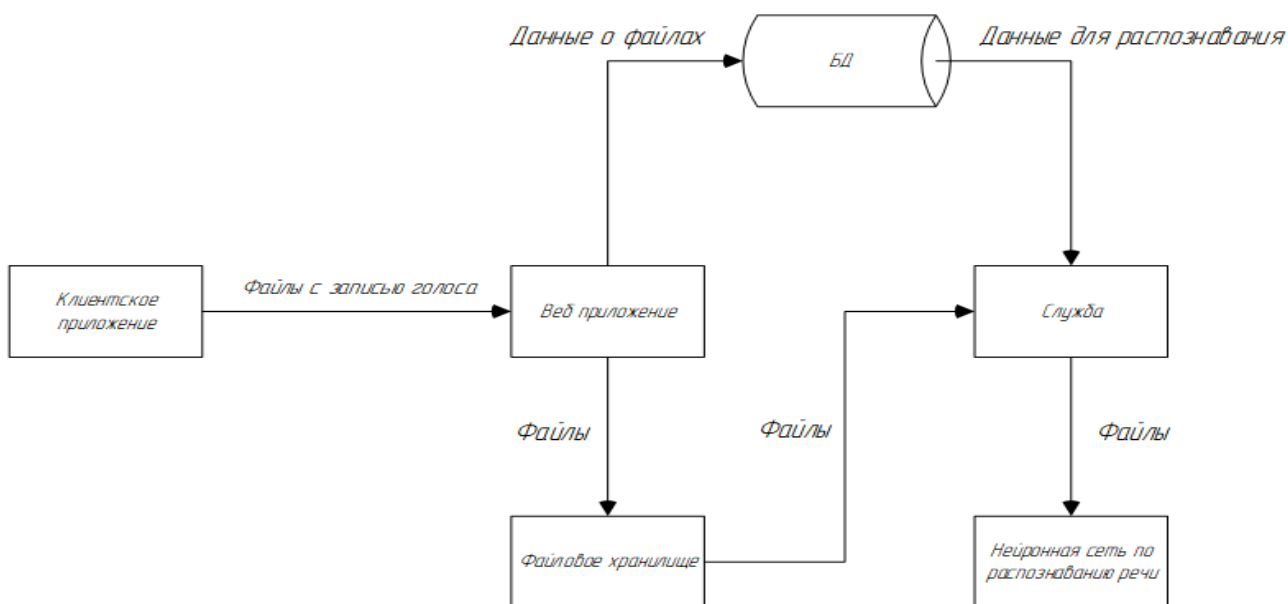 Данные о файлах
БД
Данные для распознавания
Клиентское
приложение
Файлы с записью голоса
Веб приложение
Служба
Файлы
Файлы
Файлы
Файловое хранилище
Нейронная сеть по
распознаванию речи